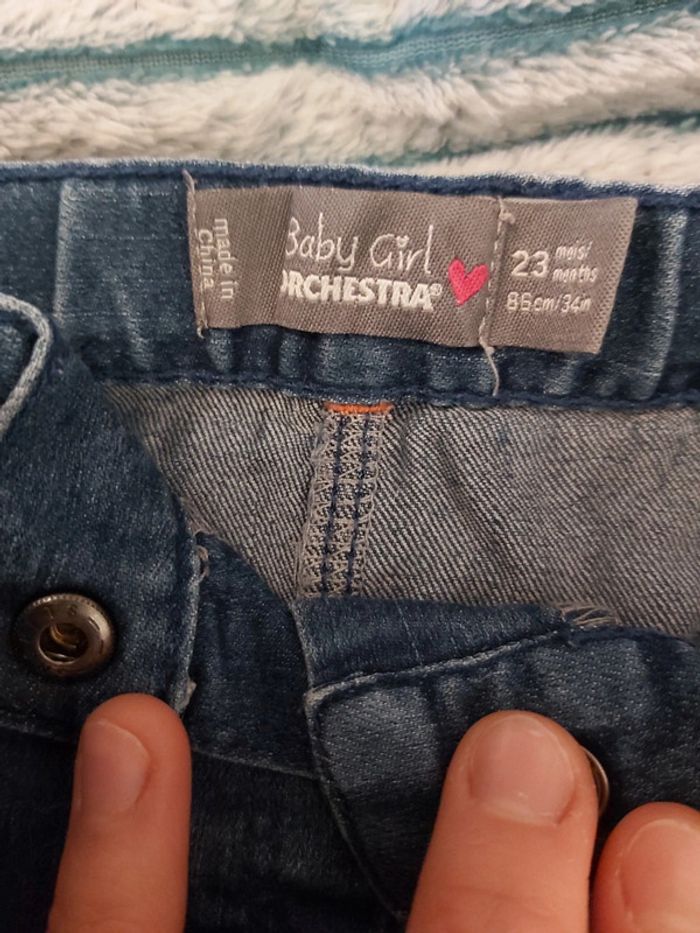 made in
China
Baby Girl
ORCHESTRA®
23 mois/
months
86cm/34in